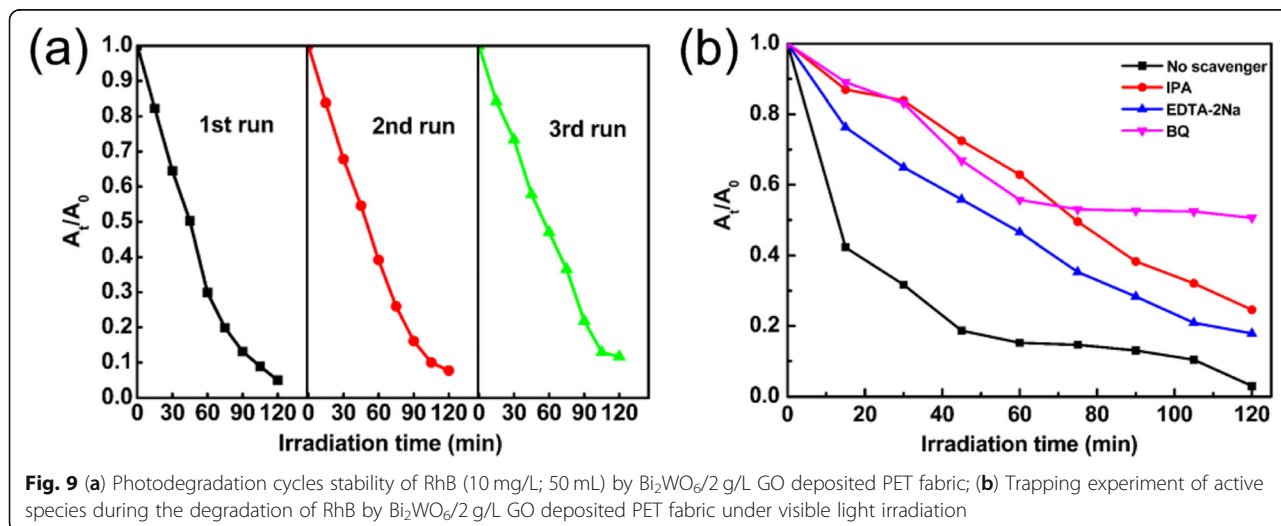 (a)
1.0
0.9
0.8
0.7
0.6
0.5
0.4
0.3
0.2
0.1
0.0
At/A0
1st run
2nd run
3rd run
0 30 60 90 120 0 30 60 90 120 0 30 60 90 120
Irradiation time (min)
(b)
1.0
0.8
0.6
0.4
0.2
0.0
At/A0
No scavenger
IPA
EDTA-2Na
BQ
0 20 40 60 80 100 120
Irradiation time (min)
Fig. 9 (a) Photodegradation cycles stability of RhB (10 mg/L; 50 mL) by Bi2WO6/2 g/L GO deposited PET fabric; (b) Trapping experiment of active
species during the degradation of RhB by Bi2WO6/2 g/L GO deposited PET fabric under visible light irradiation